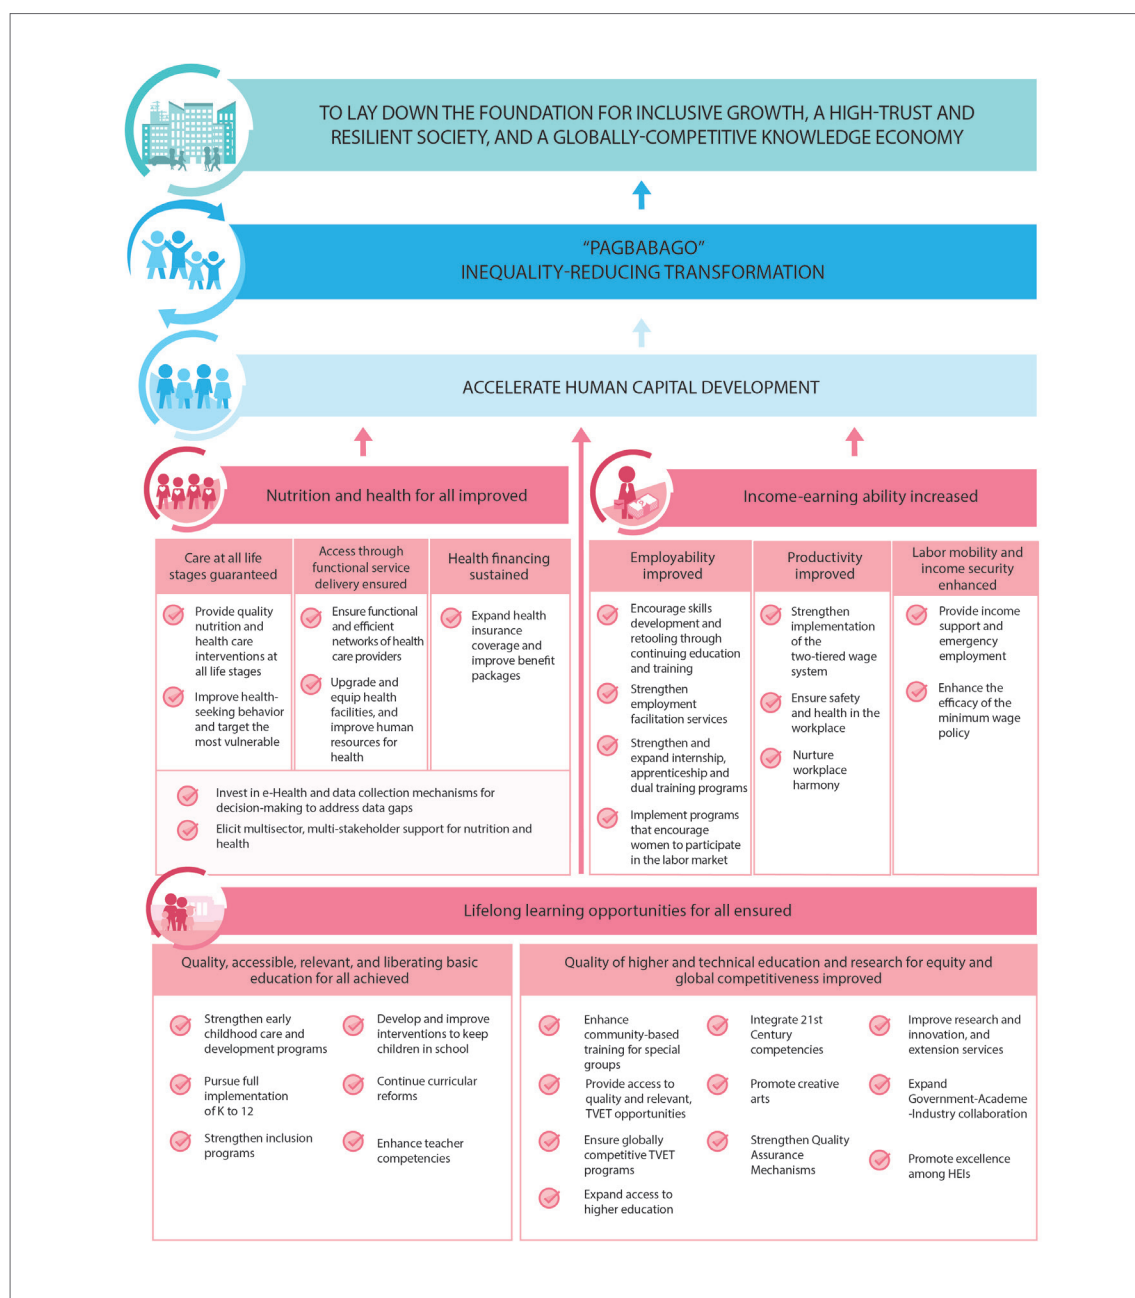 TO LAY DOWN THE FOUNDATION FOR INCLUSIVE GROWTH, A HIGH-TRUST AND
RESILIENT SOCIETY, AND A GLOBALLY-COMPETITIVE KNOWLEDGE ECONOMY
“PAGBABAGO”
INEQUALITY-REDUCING TRANSFORMATION
ACCELERATE HUMAN CAPITAL DEVELOPMENT
Nutrition and health for all improved
Care at all life
stages guaranteed
Provide quality
nutrition and
health care
interventions at
all life stages
Improve health-
seeking behavior
and target the
most vulnerable
Access through
functional service
delivery ensured
Ensure functional
and efficient
networks of health
care providers
Upgrade and
equip health
facilities, and
improve human
resources for
health
Health financing
sustained
Expand health
insurance
coverage and
improve benefit
packages
Invest in e-Health and data collection mechanisms for
decision-making to address data gaps
Elicit multisector, multi-stakeholder support for nutrition and
health
Income-earning ability increased
Employability
improved
Encourage skills
development and
retooling through
continuing education
and training
Strengthen
employment
facilitation services
Strengthen and
expand internship,
apprenticeship and
dual training programs
Implement programs
that encourage
women to participate
in the labor market
Productivity
improved
Strengthen
implementation
of the
two-tiered wage
system
Ensure safety
and health in the
workplace
Nurture
workplace
harmony
Labor mobility and
income security
enhanced
Provide income
support and
emergency
employment
Enhance the
efficacy of the
minimum wage
policy
Lifelong learning opportunities for all ensured
Quality, accessible, relevant, and liberating basic
education for all achieved
Strengthen early
childhood care and
development programs
Pursue full
implementation
of K to 12
Strengthen inclusion
programs
Develop and improve
interventions to keep
children in school
Continue curricular
reforms
Enhance teacher
competencies
Quality of higher and technical education and research for equity and
global competitiveness improved
Enhance
community-based
training for special
groups
Provide access to
quality and relevant,
TVET opportunities
Ensure globally
competitive TVET
programs
Expand access to
higher education
Integrate 21st
Century
competencies
Promote creative
arts
Strengthen Quality
Assurance
Mechanisms
Improve research and
innovation, and
extension services
Expand
Government-Academe
-Industry collaboration
Promote excellence
among HEIs